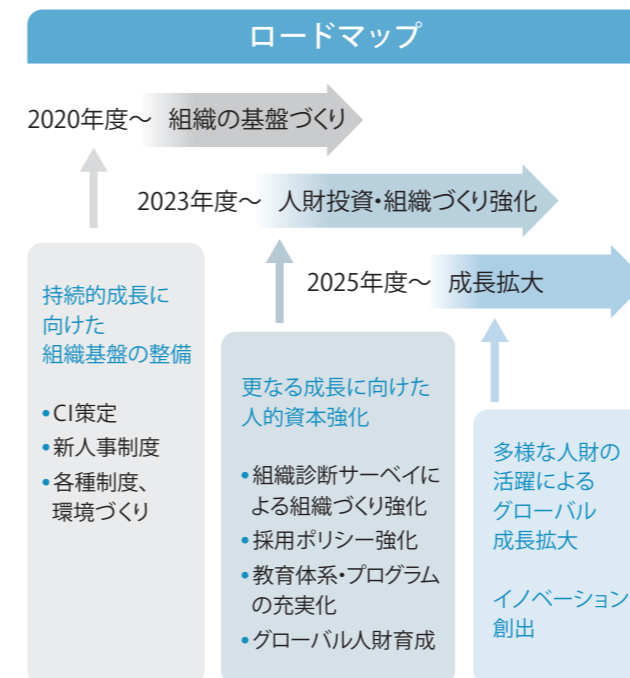 ロードマップ
2020年度～ 組織の基盤づくり
2023年度～ 人財投資・組織づくり強化
2025年度～ 成長拡大
持続的成長に
向けた
組織基盤の整備
•CI策定
•新人事制度
•各種制度、
環境づくり
更なる成長に向けた
人的資本強化
•組織診断サーベイに
よる組織づくり強化
•採用ポリシー強化
•教育体系・プログラム
の充実化
•グローバル人財育成
多様な人財の
活躍による
グローバル
成長拡大
イノベーション
創出